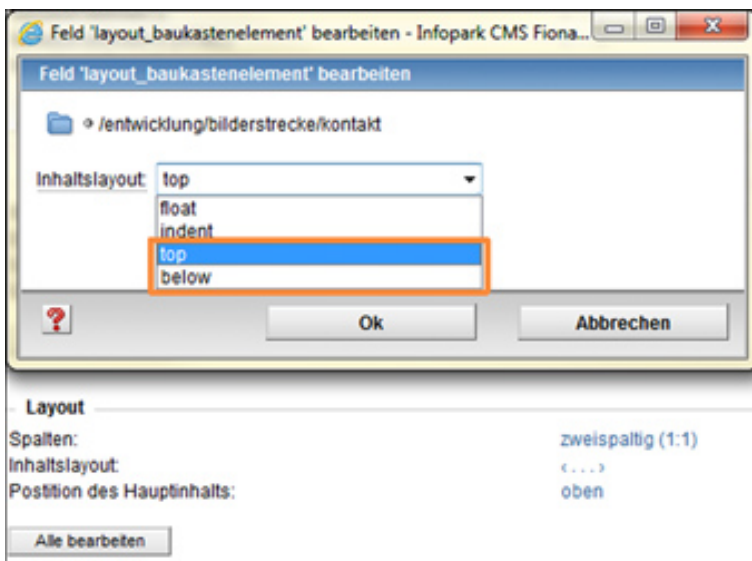 Feld 'layout_baukastenelement' bearbeiten - Infopark CMS Fiona...
Feld 'layout_baukastenelement' bearbeiten
/entwicklung/bilderstrecke/kontakt
Inhaltslayout: top
float
indent
top
below
? Ok Abbrechen
Layout
Spalten: zweispaltig (1:1)
Inhaltslayout: <...>
Postition des Hauptinhalts: oben
Alle bearbeiten